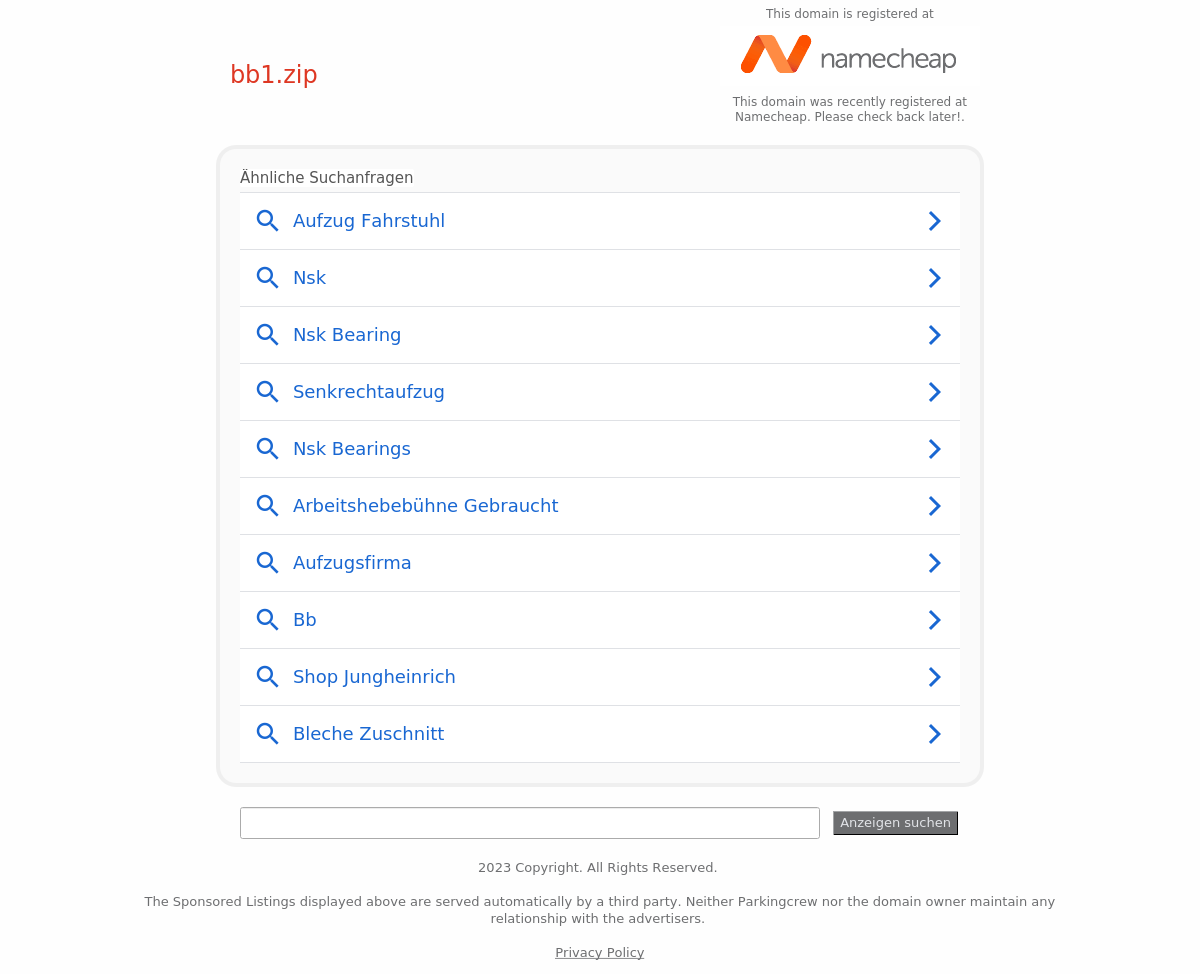 This domain is registered at
namecheap
bb1.zip
This domain was recently registered at
Namecheap. Please check back later!.
Ähnliche Suchanfragen
Aufzug Fahrstuhl
Nsk
Nsk Bearing
Senkrechtaufzug
Nsk Bearings
Arbeitshebebühne Gebraucht
Aufzugsfirma
Bb
Shop Jungheinrich
Bleche Zuschnitt
Anzeigen suchen
2023 Copyright. All Rights Reserved.
The Sponsored Listings displayed above are served automatically by a third party. Neither Parkingcrew nor the domain owner maintain any
relationship with the advertisers.
Privacy Policy